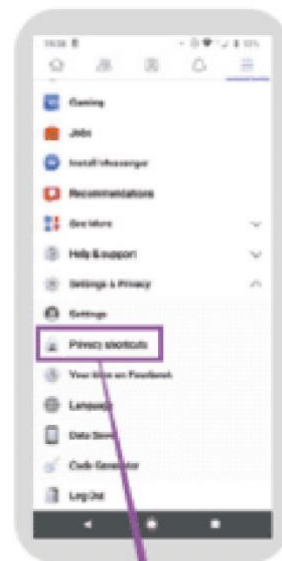 Gaming
Jobs
Install Messenger
Recommendations
See More
Help & support
Settings & Privacy
Settings
Privacy shortcuts
Your time on Facebook
Language
Data Saver
Code Generator
Log Out